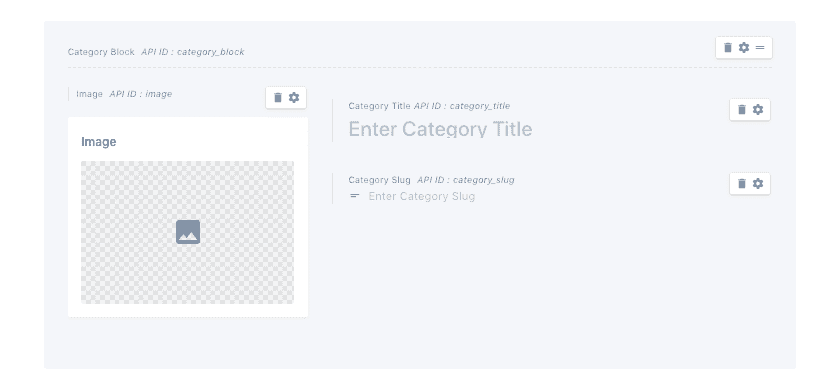 Category Block API ID : category_block
Image API ID : image
Image
Category Title API ID : category_title
Enter Category Title
Category Slug API ID : category_slug
Enter Category Slug